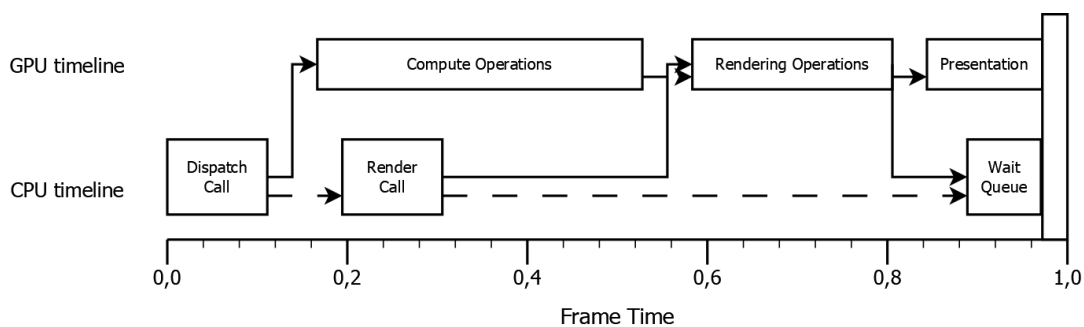 GPU timeline
Compute Operations
Rendering Operations
Presentation
CPU timeline
Dispatch
Call
Render
Call
Wait
Queue
0,0
0,2
0,4
0,6
0,8
1,0
Frame Time